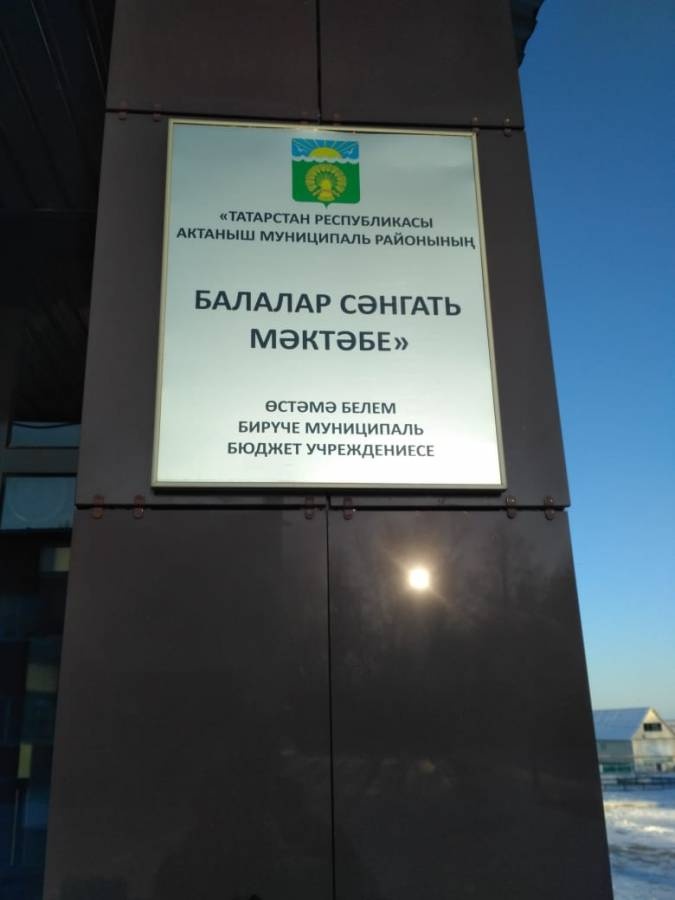 «ТАТАРСТАН РЕСПУБЛИКАСЫ
АКТАНЫШ МУНИЦИПАЛЬ РАЙОНЫНЫҢ
БАЛАЛАР СӘНГАТЬ
МӘКТӘБЕ»
ӨСТӘМӘ БЕЛЕМ
БИРҮЧЕ МУНИЦИПАЛЬ
БЮДЖЕТ УЧРЕЖДЕНИЕСЕ